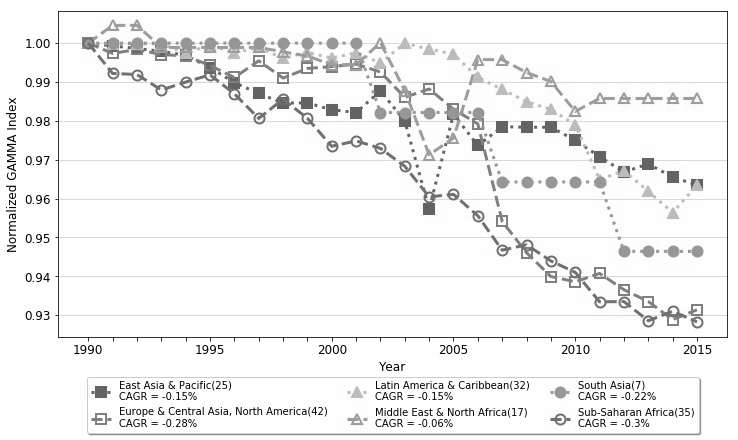 Normalized GAMMA Index
1.00
0.99
0.98
0.97
0.96
0.95
0.94
0.93
1990
1995
2000
2005
2010
2015
Year
East Asia & Pacific(25)
CAGR = -0.15%
Europe & Central Asia, North America(42)
CAGR = -0.28%
Latin America & Caribbean(32)
CAGR = -0.15%
Middle East & North Africa(17)
CAGR = -0.06%
South Asia(7)
CAGR = -0.22%
Sub-Saharan Africa(35)
CAGR = -0.3%